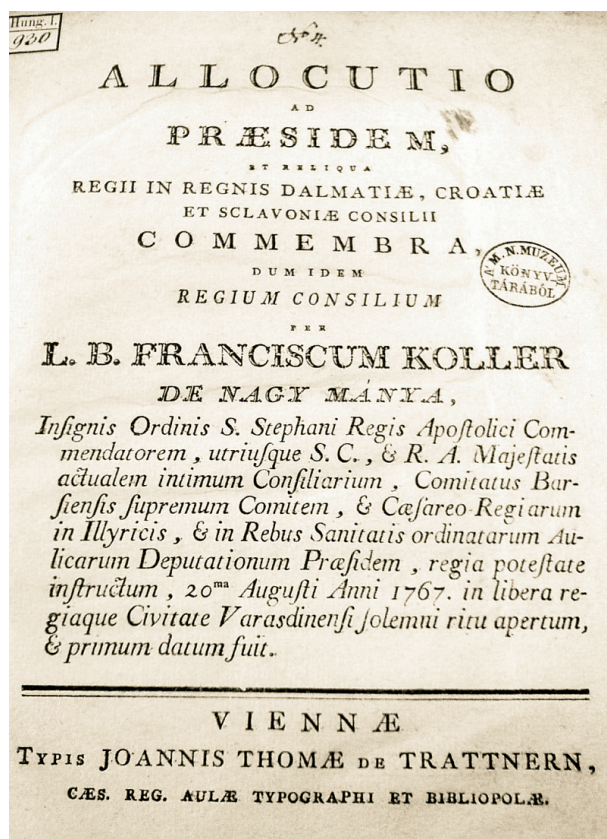 Hung. l.
930
No 4.
ALLOCUTIO
AD
PRÆSIDEM,
ET RELIQUA
REGII IN REGNIS DALMATIÆ, CROATIÆ
ET SCLAVONIÆ CONSILII
COMMEMBRA,
DUM IDEM
REGIUM CONSILIUM
PER
L. B. FRANCISCUM KOLLER
DE NAGY MÁNYA,
A' M. N. MUZEUM
KÖNYV
TÁRÁBÓL
Inſignis Ordinis S. Stephani Regis Apoſtolici Com-
mendatorem, utriuſque S. C., & R. A. Majeſtatis
actualem intimum Conſiliarium, Comitatus Bar-
ſienſis ſupremum Comitem, & Cæſareo-Regiarum
in Illyricis, & in Rebus Sanitatis ordinatarum Au-
licarum Deputationum Præſidem, regia poteſtate
inſtructum, 20ma Auguſti Anni 1767. in libera re-
giaque Civitate Varasdinenſi ſolemni ritu apertum,
& primum datum fuit.
VIENNÆ
TYPIS JOANNIS THOMÆ DE TRATTNERN,
CÆS. REG. AULÆ TYPOGRAPHI ET BIBLIOPOLÆ.